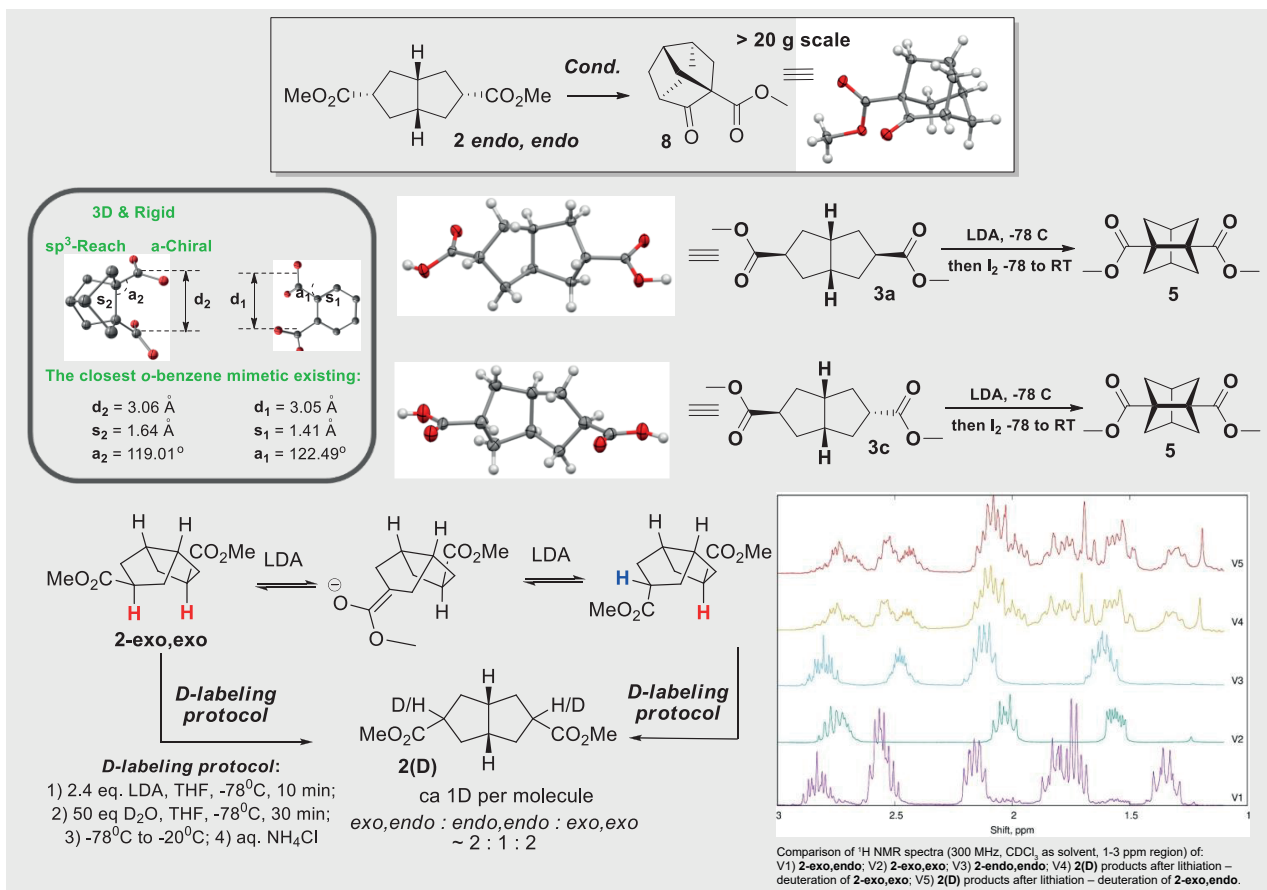 MeO₂C
H
H
CO₂Me
2 endo, endo
Cond.
> 20 g scale
O
O
O
8
3D & Rigid
sp³-Reach a-Chiral
s₂
a₂
d₂
d₁
a₁
s₁
The closest o-benzene mimetic existing:
d₂ = 3.06 Å
d₁ = 3.05 Å
s₂ = 1.64 Å
s₁ = 1.41 Å
a₂ = 119.01°
a₁ = 122.49°
O
O
H
H
O
O
3a
LDA, -78 C
then I₂ -78 to RT
O
O
O
O
5
O
O
H
H
O
O
3c
LDA, -78 C
then I₂ -78 to RT
O
O
O
O
5
H
H
CO₂Me
MeO₂C
H
H
2-exo,exo
LDA
H
H
CO₂Me
⊖
O
O
H
LDA
H
H
CO₂Me
H
MeO₂C
H
D-labeling
protocol
D/H
H
H/D
MeO₂C
H
CO₂Me
2(D)
D-labeling
protocol
ca 1D per molecule
exo,endo : endo,endo : exo,exo
~ 2 : 1 : 2
D-labeling protocol:
1) 2.4 eq. LDA, THF, -78⁰C, 10 min;
2) 50 eq D₂O, THF, -78⁰C, 30 min;
3) -78⁰C to -20⁰C; 4) aq. NH₄Cl
V5
V4
V3
V2
V1
3 2.5 2 1.5 1
Shift, ppm
Comparison of ¹H NMR spectra (300 MHz, CDCl₃ as solvent, 1-3 ppm region) of:
V1) 2-exo,endo; V2) 2-exo,exo; V3) 2-endo,endo; V4) 2(D) products after lithiation –
deuteration of 2-exo,exo; V5) 2(D) products after lithiation – deuteration of 2-exo,endo.